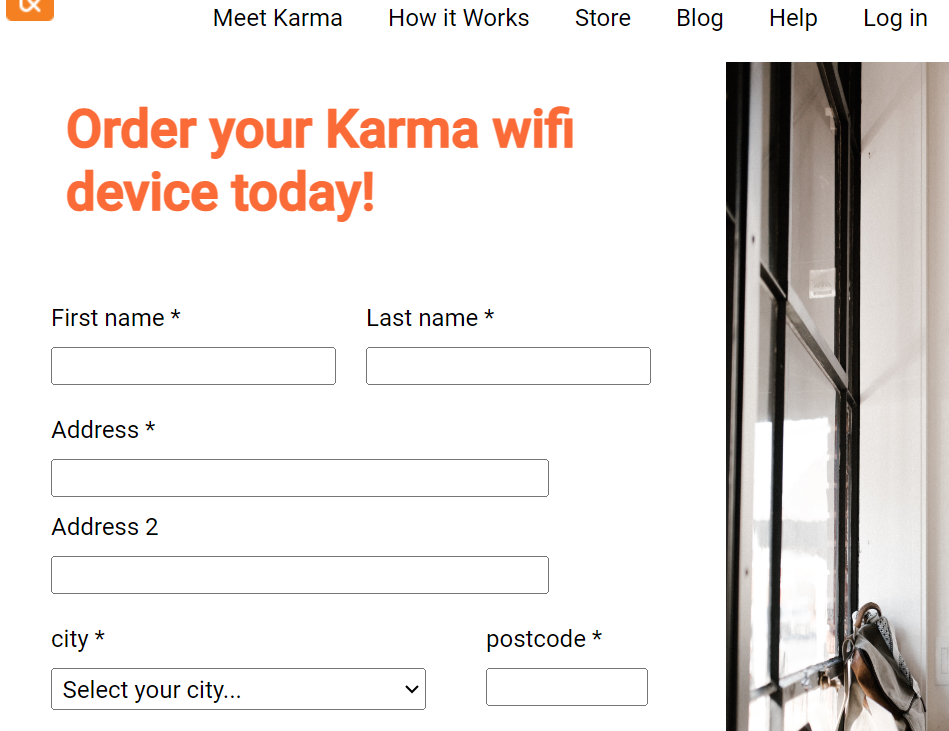 Meet Karma How it Works Store Blog Help Log in
Order your Karma wifi
device today!
First name * Last name *
Address *
Address 2
city * postcode *
Select your city...